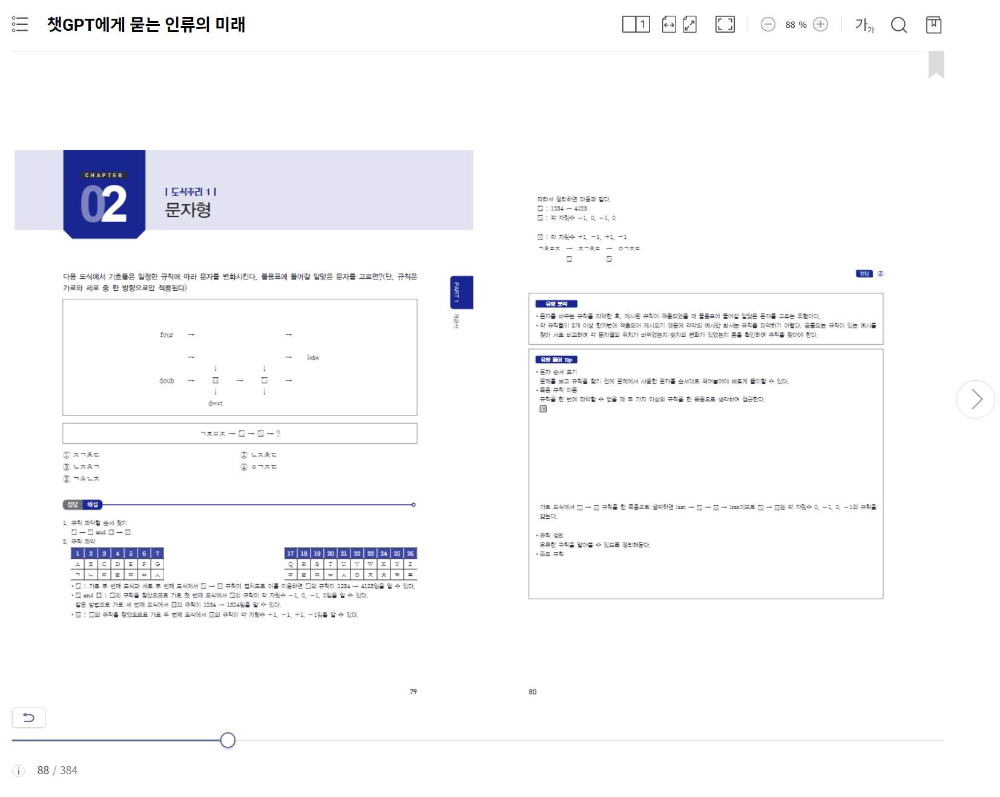 챗GPT에게 묻는 인류의 미래
1
88 %
가가
CHAPTER
02
| 도식추리 1 |
문자형
다음 도식에서 기호들은 일정한 규칙에 따라 문자를 변화시킨다. 물음표에 들어갈 알맞은 문자를 고르면?(단, 규칙은
가로와 세로 중 한 방향으로만 적용된다)
PART 1
객관식
four → →
→ → lzsx
↓ ↓
doub → ⚃ → ⚀ →
↓ ↓
dwzt
ㄱㅊㄷㅈ → □ → □ → ?
① ㅈㄱㅊㄷ ② ㄴㅈㅊㄷ
③ ㄴㅈㅊㄱ ④ ㅇㄱㅈㄷ
⑤ ㄱㅊㄴㅈ
정답 해설
1. 규칙 파악할 순서 찾기
□ → □ and □ → □
2. 규칙 파악
1 2 3 4 5 6 7 17 18 19 20 21 22 23 24 25 26
A B C D E F G Q R S T U V W X Y Z
ㄱ ㄴ ㄷ ㄹ ㅁ ㅂ ㅅ ㄷ ㄹ ㅁ ㅂ ㅅ ㅇ ㅈ ㅊ ㅋ ㅌ
• □ : 가로 두 번째 도식과 세로 두 번째 도식에서 □ → □ 규칙이 겹치므로 이를 이용하면 □의 규칙이 1234 → 4123임을 알 수 있다.
• □ and □ : □의 규칙을 찾았으므로 가로 첫 번째 도식에서 □의 규칙이 각 자릿수 -1, 0, -1, 0임을 알 수 있다.
같은 방법으로 가로 세 번째 도식에서 □의 규칙이 1234 → 1324임을 알 수 있다.
• □ : □의 규칙을 찾았으므로 가로 두 번째 도식에서 □의 규칙이 각 자릿수 +1, -1, +1, -1임을 알 수 있다.
79
따라서 정리하면 다음과 같다.
□ : 1234 → 4123
□ : 각 자릿수 -1, 0, -1, 0
□ : 각 자릿수 +1, -1, +1, -1
ㄱㅊㄷㅈ → ㅈㄱㅊㄷ → ㅇㄱㅈㄷ
□ □
정답 ④
유형 분석
• 문자를 바꾸는 규칙을 파악한 후, 제시된 규칙이 적용되었을 때 물음표에 들어갈 알맞은 문자를 고르는 유형이다.
• 각 규칙들이 2개 이상 한꺼번에 적용되어 제시되기 때문에 각각의 예시만 봐서는 규칙을 파악하기 어렵다. 공통되는 규칙이 있는 예시를
찾아 서로 비교하여 각 문자열의 위치가 바뀌었는지/숫자의 변화가 있었는지 등을 확인하며 규칙을 찾아야 한다.
유형 풀이 Tip
• 문자 순서 표기
문제를 보고 규칙을 찾기 전에 문제에서 사용한 문자를 순서대로 적어놓아야 빠르게 풀이할 수 있다.
• 묶음 규칙 이용
규칙을 한 번에 파악할 수 없을 때 두 가지 이상의 규칙을 한 묶음으로 생각하여 접근한다.
예
가로 도식에서 □ → □ 규칙을 한 묶음으로 생각하면 last → □ → □ → lrss이므로 □ → □는 각 자릿수 0, -1, 0, -1의 규칙을
갖는다.
• 규칙 정리
유추한 규칙을 알아볼 수 있도록 정리해둔다.
• 주요 규칙
80
88 / 384